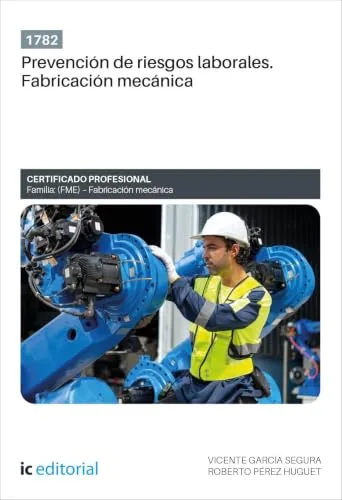 1782
Prevención de riesgos laborales.
Fabricación mecánica
CERTIFICADO PROFESIONAL
Familia: (FME) – Fabricación mecánica
VICENTE GARCÍA SEGURA
ROBERTO PÉREZ HUGUET
ic editorial